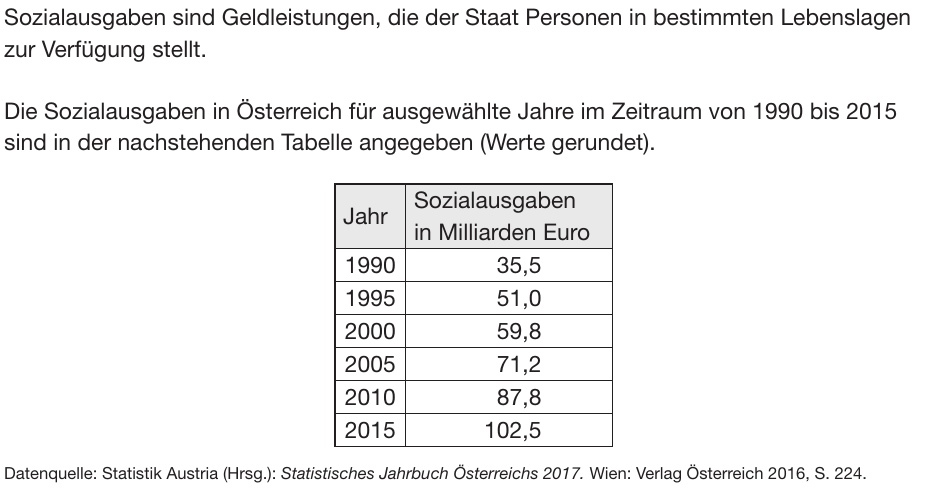 Sozialausgaben sind Geldleistungen, die der Staat Personen in bestimmten Lebenslagen
zur Verfügung stellt.
Die Sozialausgaben in Österreich für ausgewählte Jahre im Zeitraum von 1990 bis 2015
sind in der nachstehenden Tabelle angegeben (Werte gerundet).
Jahr Sozialausgaben
in Milliarden Euro
1990 35,5
1995 51,0
2000 59,8
2005 71,2
2010 87,8
2015 102,5
Datenquelle: Statistik Austria (Hrsg.): Statistisches Jahrbuch Österreichs 2017. Wien: Verlag Österreich 2016, S. 224.